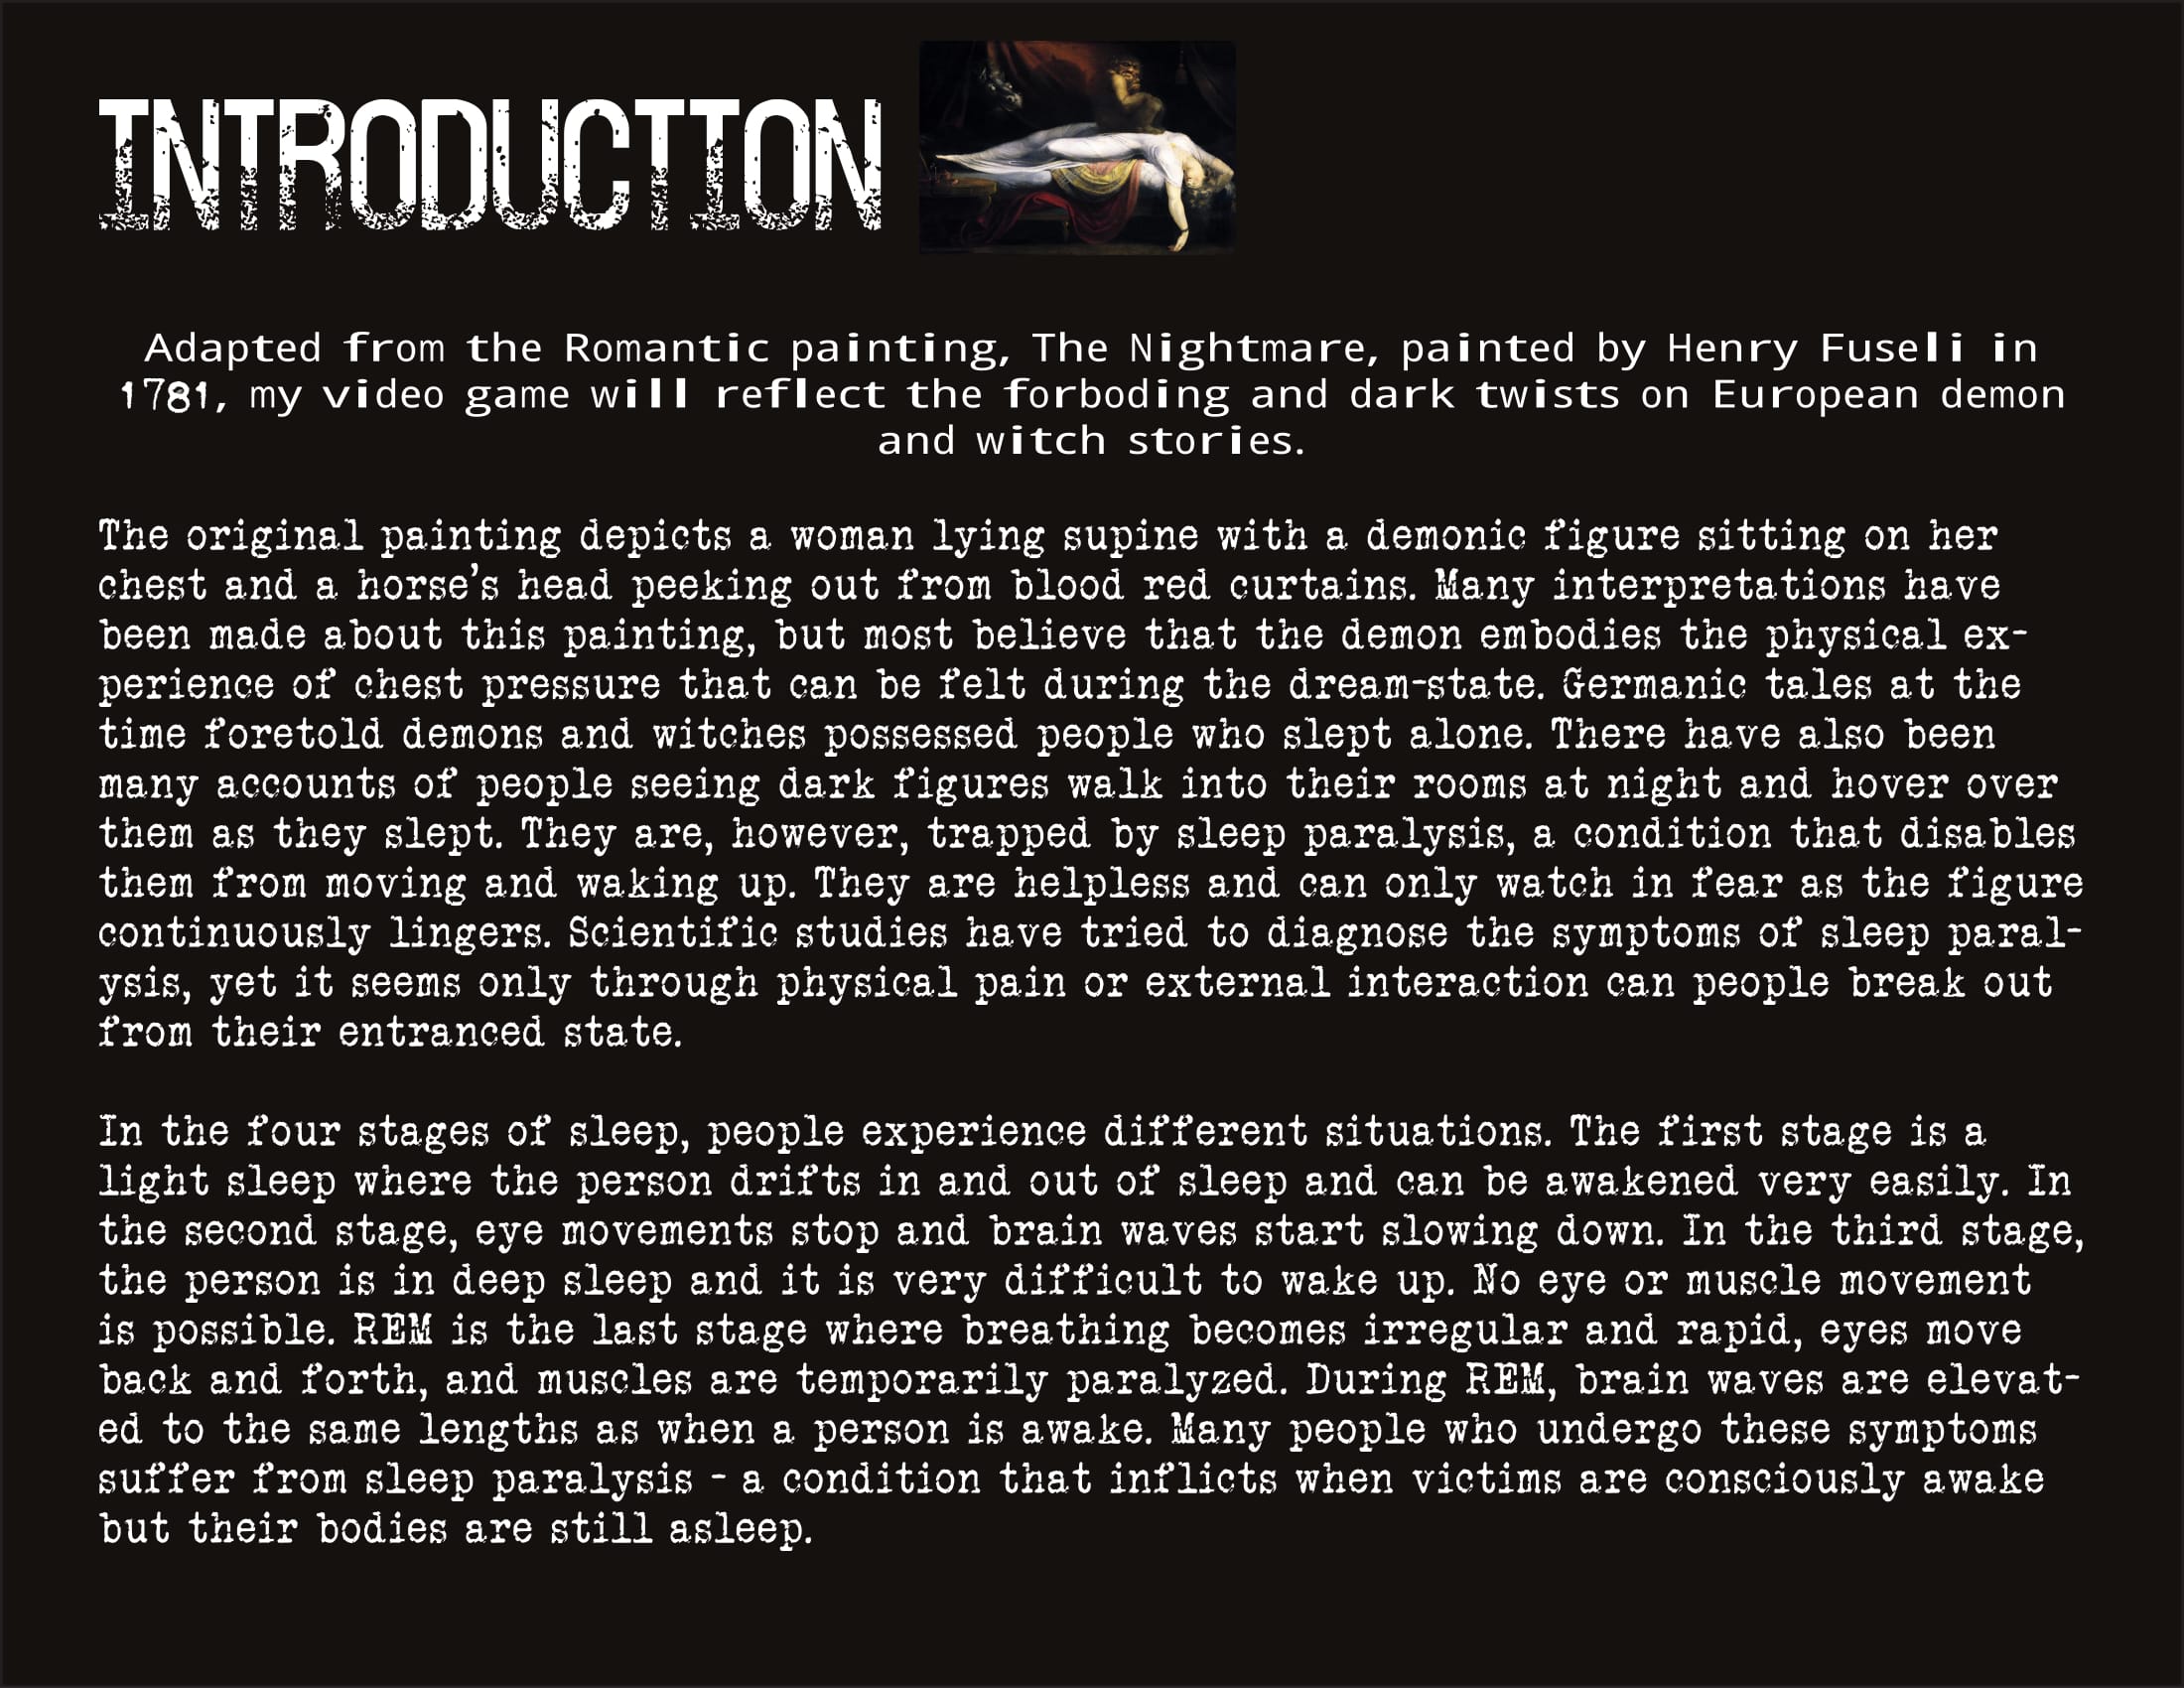 INTRODUCTION
Adapted from the Romantic painting, The Nightmare, painted by Henry Fuseli in
1781, my video game will reflect the forboding and dark twists on European demon
and witch stories.
The original painting depicts a woman lying supine with a demonic figure sitting on her
chest and a horse's head peeking out from blood red curtains. Many interpretations have
been made about this painting, but most believe that the demon embodies the physical ex-
perience of chest pressure that can be felt during the dream-state. Germanic tales at the
time foretold demons and witches possessed people who slept alone. There have also been
many accounts of people seeing dark figures walk into their rooms at night and hover over
them as they slept. They are, however, trapped by sleep paralysis, a condition that disables
them from moving and waking up. They are helpless and can only watch in fear as the figure
continuously lingers. Scientific studies have tried to diagnose the symptoms of sleep paral-
ysis, yet it seems only through physical pain or external interaction can people break out
from their entranced state.
In the four stages of sleep, people experience different situations. The first stage is a
light sleep where the person drifts in and out of sleep and can be awakened very easily. In
the second stage, eye movements stop and brain waves start slowing down. In the third stage,
the person is in deep sleep and it is very difficult to wake up. No eye or muscle movement
is possible. REM is the last stage where breathing becomes irregular and rapid, eyes move
back and forth, and muscles are temporarily paralyzed. During REM, brain waves are elevat-
ed to the same lengths as when a person is awake. Many people who undergo these symptoms
suffer from sleep paralysis - a condition that inflicts when victims are consciously awake
but their bodies are still asleep.